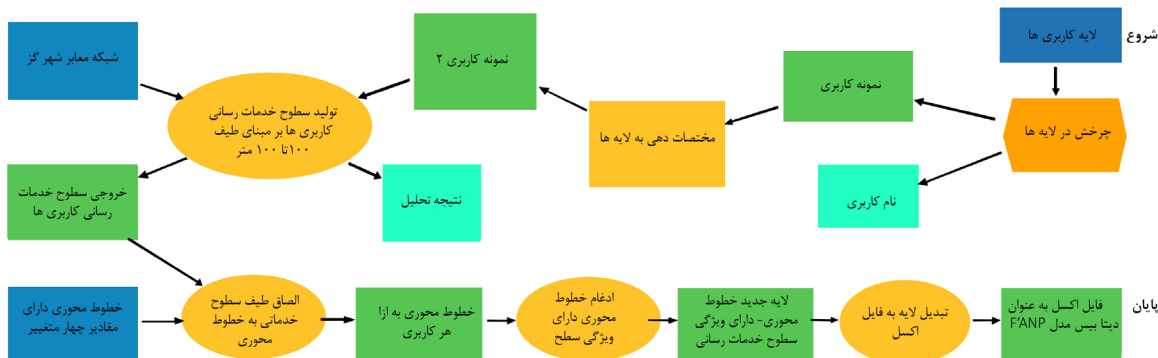 شروع
لایه کاربری ها
چرخش در لایه ها
نمونه کاربری
نام کاربری
مختصات دهی به لایه ها
نمونه کاربری ۲
شبکه معابر شهر گز
تولید سطوح خدمات رسانی
کاربری ها بر مبنای طیف
۱۰۰تا ۱۰۰ متر
نتیجه تحلیل
خروجی سطوح خدمات
رسانی کاربری ها
خطوط محوری دارای
مقادیر چهار متغییر
الصاق طیف سطوح
خدماتی به خطوط
محوری
خطوط محوری به ازا
هر کاربری
ادغام خطوط
محوری دارای
ویژگی سطح
لایه جدید خطوط
محوری- دارای ویژگی
سطوح خدمات رسانی
تبدیل لایه به فایل
اکسل
فایل اکسل به عنوان
دیتا بیس مدل F'ANP
پایان